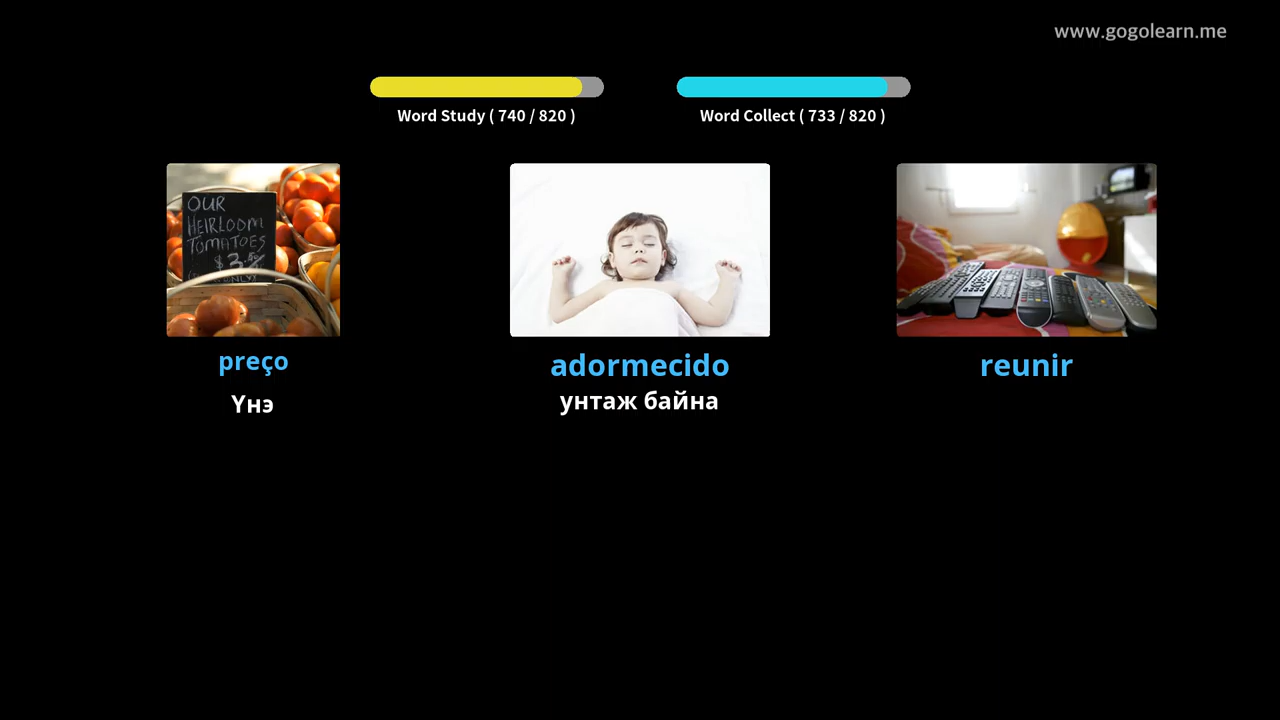 www.gogolearn.me
Word Study ( 740 / 820 )
Word Collect ( 733 / 820 )
OUR
HEIRLOOM
TOMATOES
preço
adormecido
reunir
Үнэ
унтаж байна